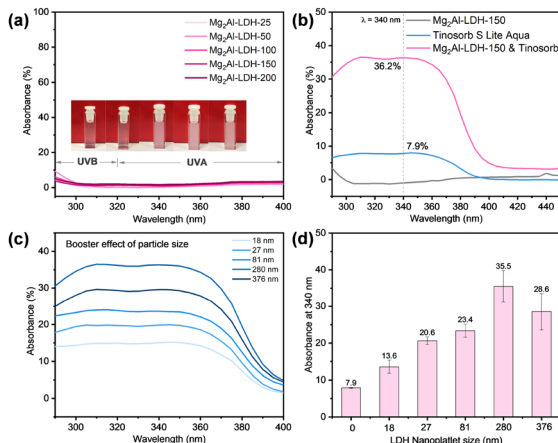 (a)
Mg2Al-LDH-25
Mg2Al-LDH-50
Mg2Al-LDH-100
Mg2Al-LDH-150
Mg2Al-LDH-200
100
80
60
40
20
0
Absorbance (%)
UVB
UVA
300
320
340
360
380
400
Wavelength (nm)
(b)
λ = 340 nm
Mg2Al-LDH-150
Tinosorb S Lite Aqua
Mg2Al-LDH-150 & Tinosorb
36.2%
7.9%
50
40
30
20
10
0
Absorbance (%)
300
320
340
360
380
400
420
440
Wavelength (nm)
(c)
Booster effect of particle size
18 nm
27 nm
81 nm
280 nm
376 nm
50
40
30
20
10
0
Absorbance (%)
300
320
340
360
380
400
Wavelength (nm)
(d)
50
40
30
20
10
0
Absorbance at 340 nm
7.9
13.6
20.6
23.4
35.5
28.6
0
18
27
81
280
376
LDH Nanoplatlet size (nm)